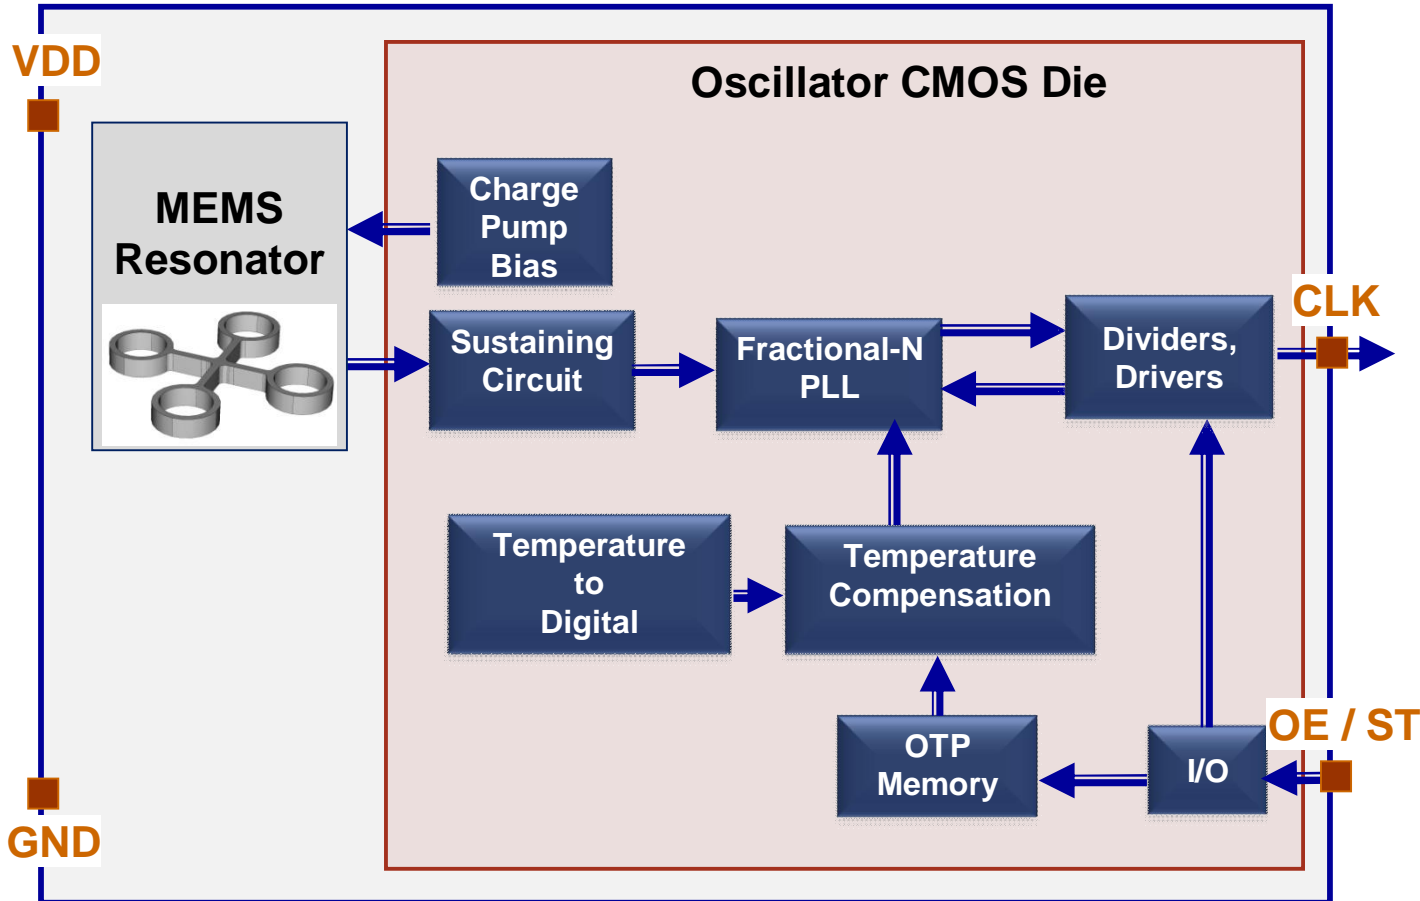 VDD
Oscillator CMOS Die
MEMS
Resonator
Charge
Pump
Bias
Sustaining
Circuit
Fractional-N
PLL
Dividers,
Drivers
CLK
Temperature
to
Digital
Temperature
Compensation
OTP
Memory
I/O
OE / ST
GND